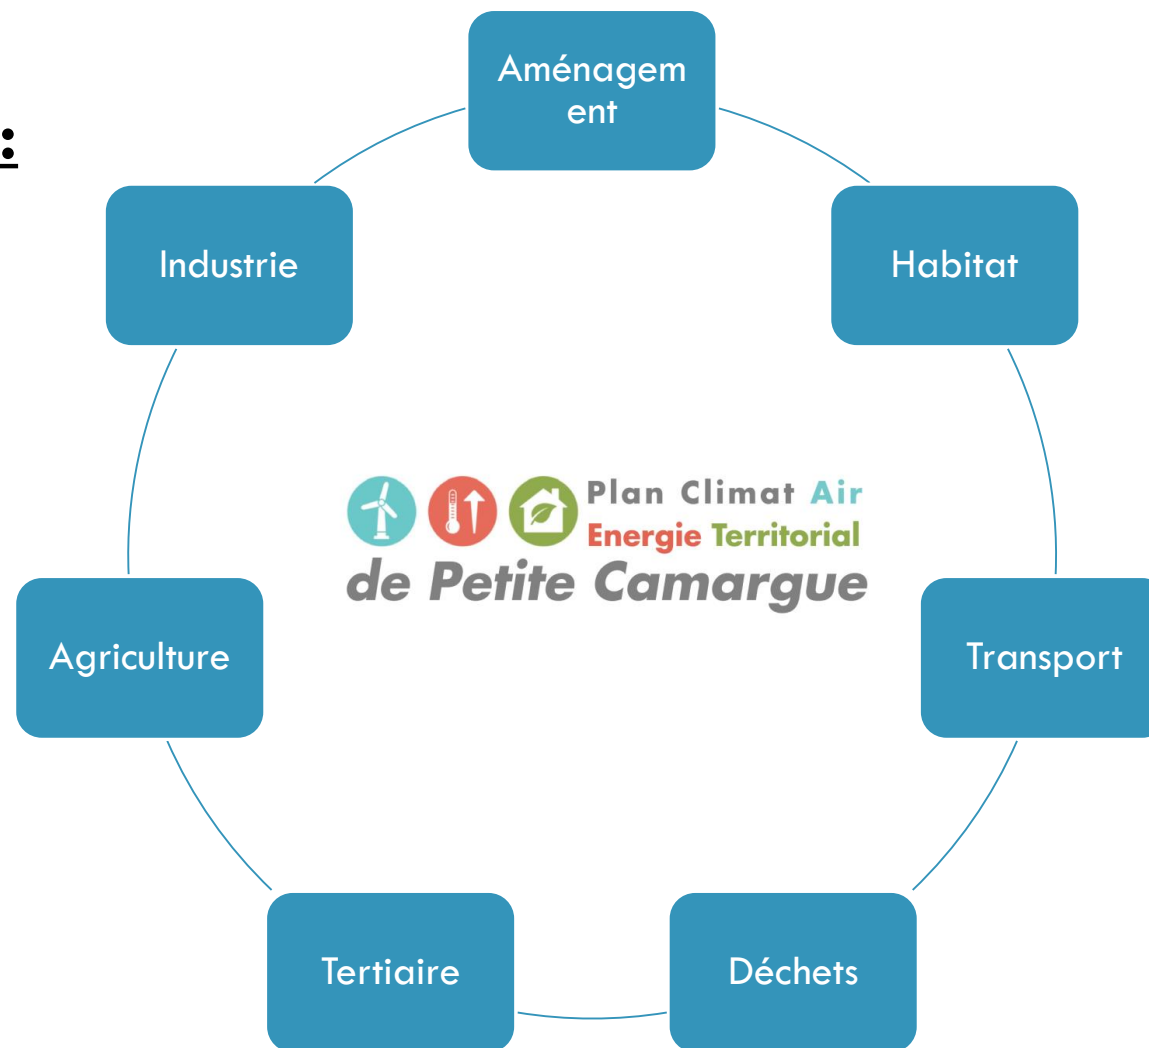 :
Aménagem
ent
Habitat
Transport
Déchets
Tertiaire
Agriculture
Industrie
Plan Climat Air
Energie Territorial
de Petite Camargue